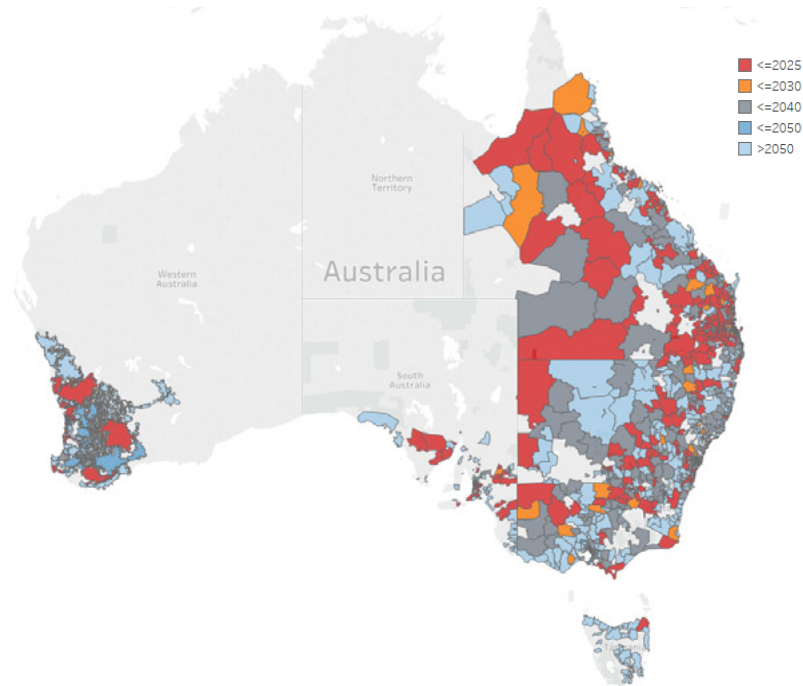 <=2025
<=2030
<=2040
<=2050
>2050
Northern
Territory
Australia
Western
Australia
South
Australia